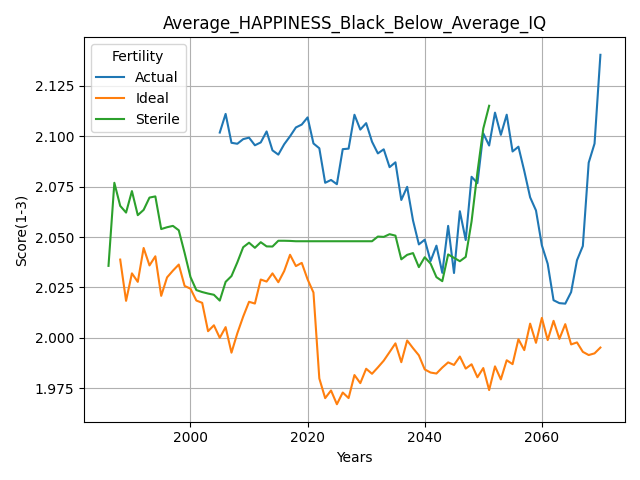 Average_HAPPINESS_Black_Below_Average_IQ
Fertility
Actual
Ideal
Sterile
Score(1-3)
2.125
2.100
2.075
2.050
2.025
2.000
1.975
2000
2020
2040
2060
Years